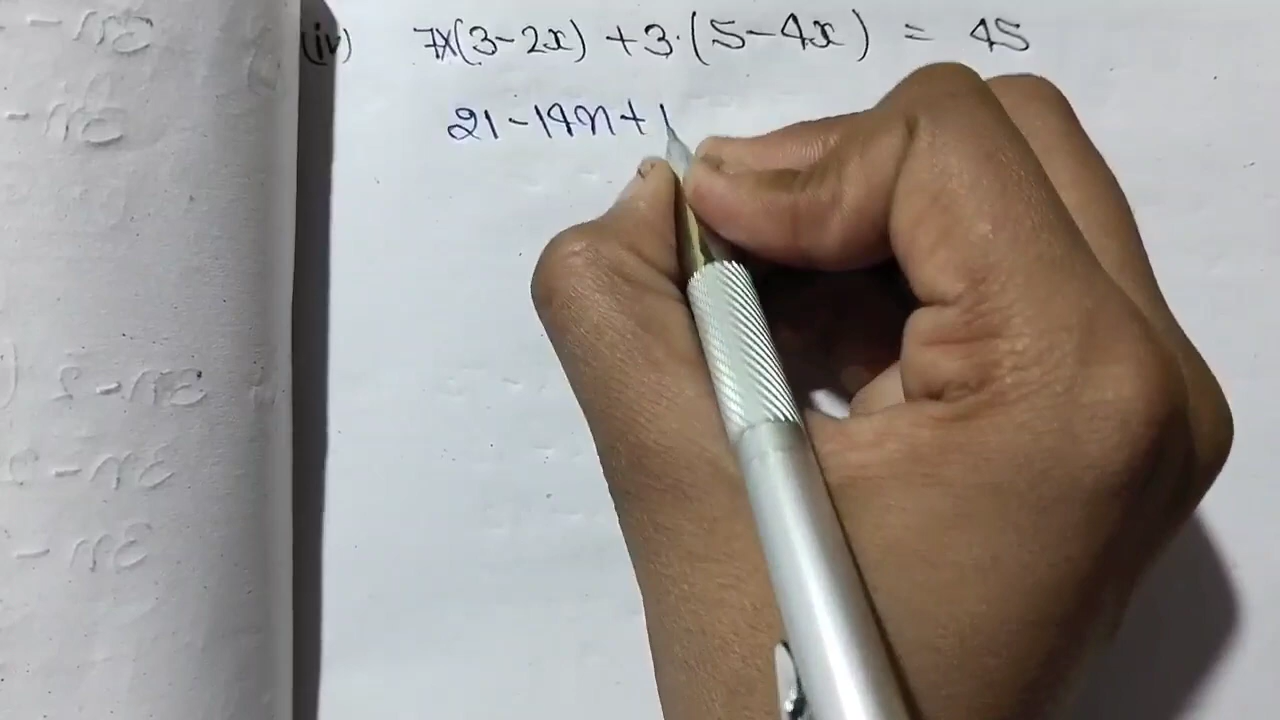 (iv) 7×(3-2x) +3·(5-4x) = 45
21-14x+1